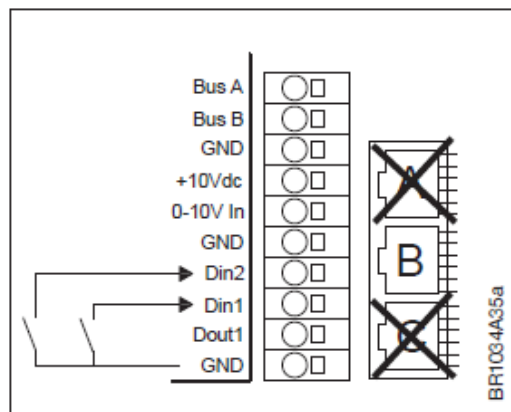 Bus A
Bus B
GND
+10Vdc
0-10V In
GND
Din2
Din1
Dout1
GND
A
B
C
BR1034A35a